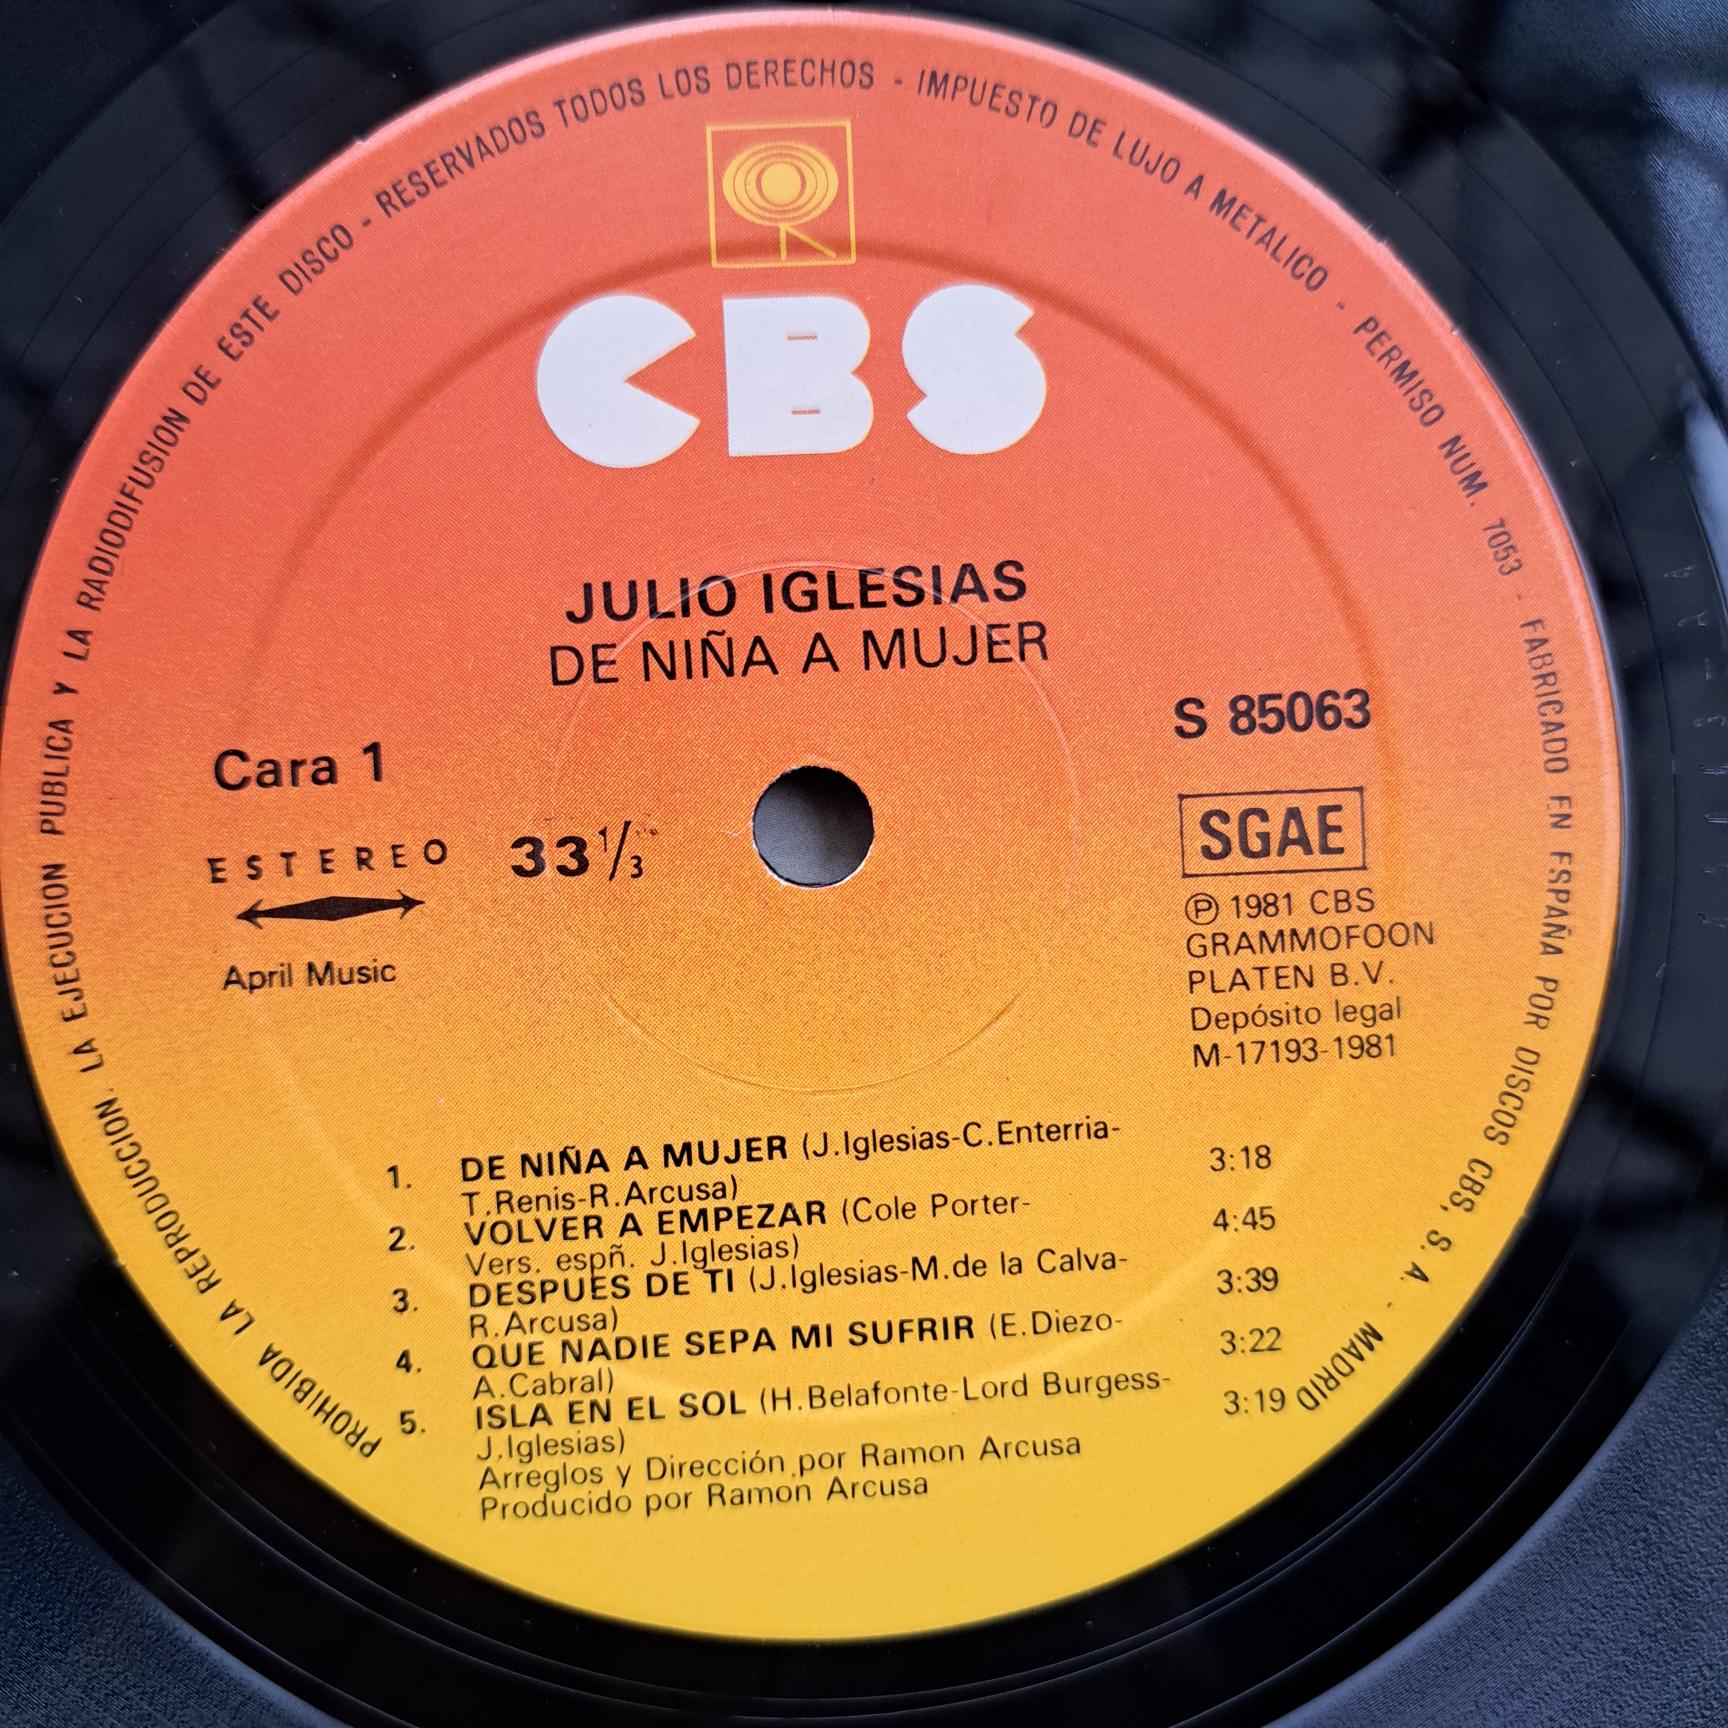 PROHIBIDA LA REPRODUCCION. LA EJECUCION PUBLICA Y LA RADIODIFUSION DE ESTE DISCO - RESERVADOS TODOS LOS DERECHOS - IMPUESTO DE LUJO A METALICO - PERMISO NUM. 7053 - FABRICADO EN ESPAÑA POR DISCOS CBS, S. A. - MADRID
CBS
JULIO IGLESIAS
DE NIÑA A MUJER
S 85063
Cara 1
ESTEREO 33 1/3
April Music
SGAE
Ⓟ 1981 CBS
GRAMMOFOON
PLATEN B.V.
Depósito legal
M-17193-1981
1. DE NIÑA A MUJER (J.Iglesias-C.Enterria- 3:18
T.Renis-R.Arcusa)
2. VOLVER A EMPEZAR (Cole Porter- 4:45
Vers. espñ. J.Iglesias)
3. DESPUES DE TI (J.Iglesias-M.de la Calva- 3:39
R.Arcusa)
4. QUE NADIE SEPA MI SUFRIR (E.Diezo- 3:22
A.Cabral)
5. ISLA EN EL SOL (H.Belafonte-Lord Burgess- 3:19
J.Iglesias)
Arreglos y Dirección por Ramon Arcusa
Producido por Ramon Arcusa